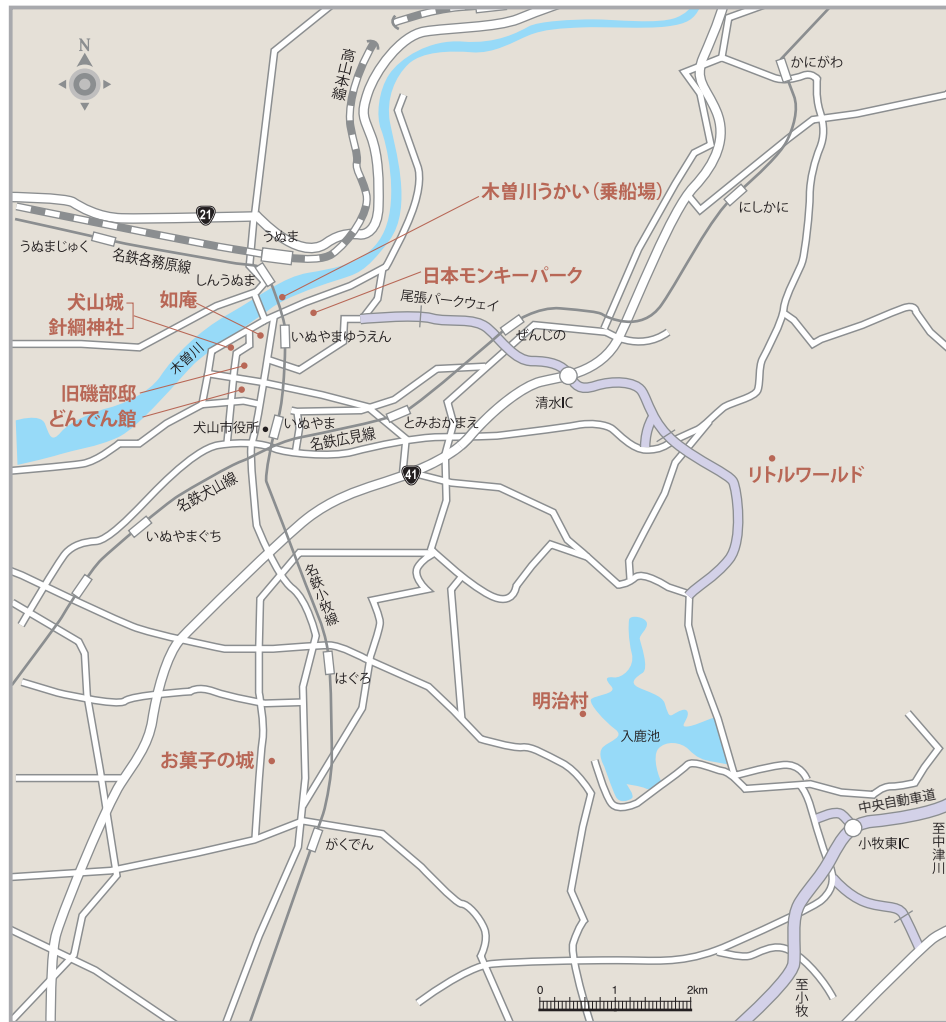 N
高山本線
かにがわ
木曽川うかい（乗船場）
にしかに
21
うぬま
うぬまじゅく
名鉄各務原線
しんうぬま
日本モンキーパーク
尾張パークウェイ
犬山城
針綱神社
如庵
ぜんじの
いぬやまゆうえん
木曽川
旧磯部邸
どんでん館
清水IC
犬山市役所
いぬやま
とみおかまえ
名鉄広見線
41
リトルワールド
名鉄犬山線
いぬやまぐち
名鉄小牧線
はぐろ
明治村
入鹿池
お菓子の城
中央自動車道
がくでん
小牧東IC
至中津川
至小牧
0 1 2km